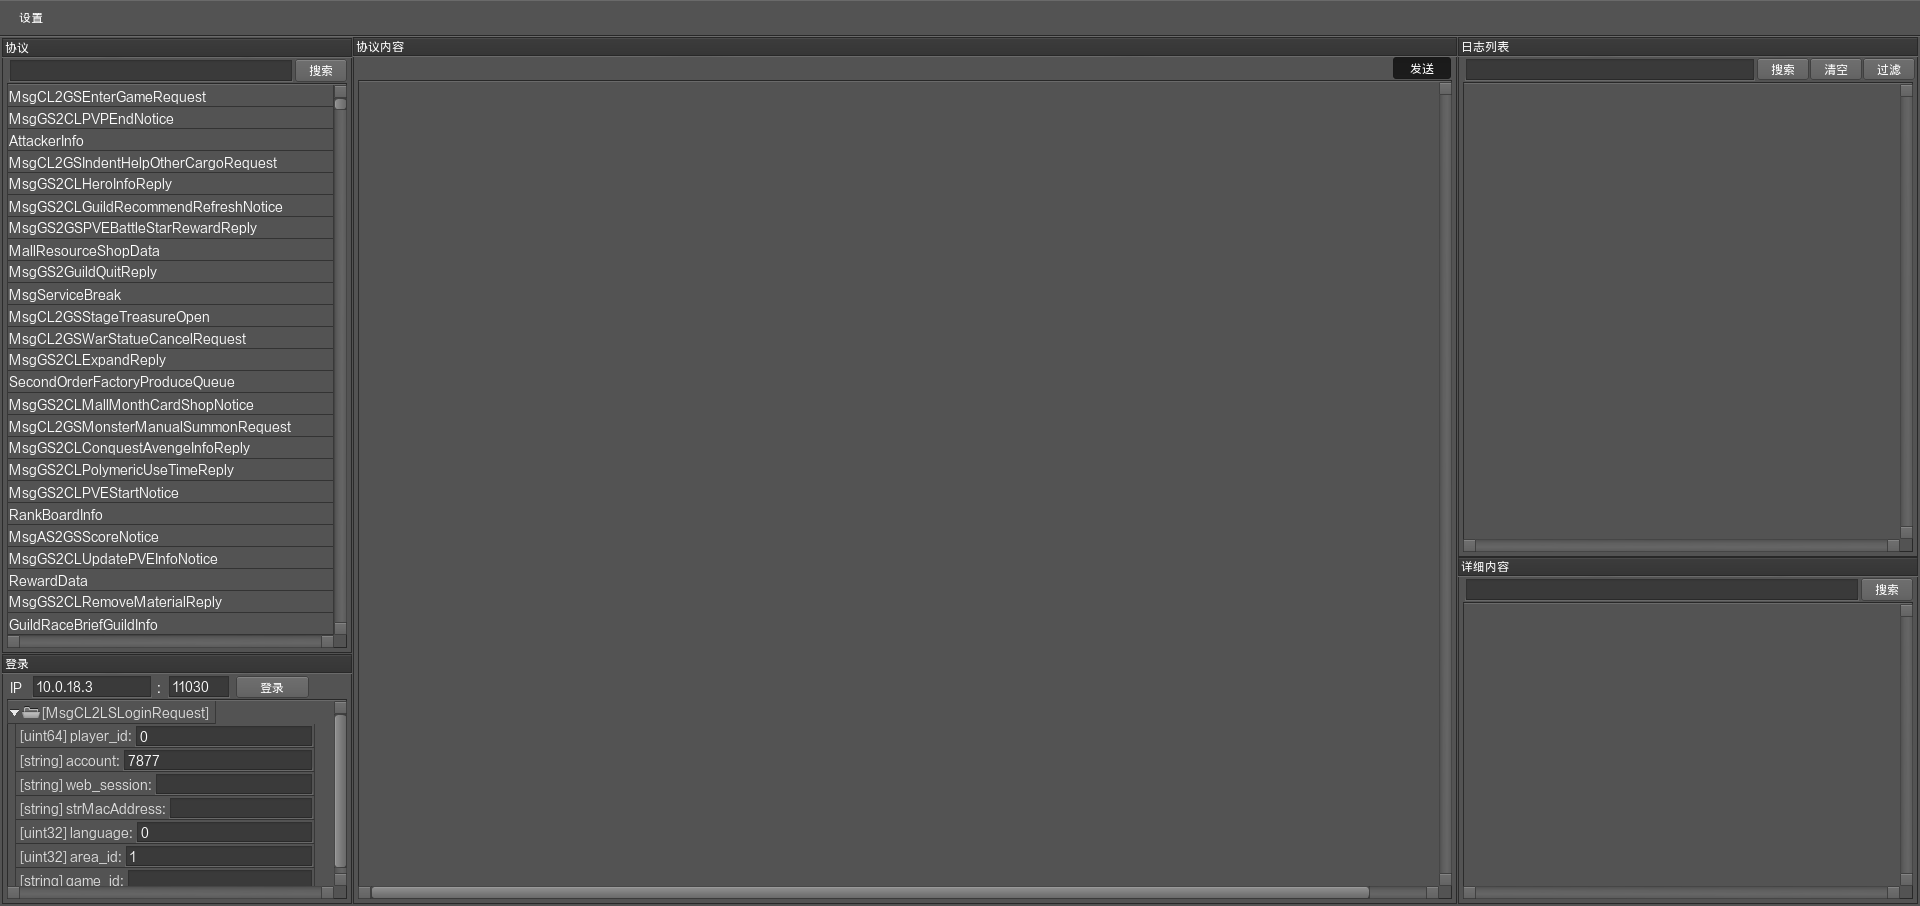 设置
协议
搜索
MsgCL2GSEnterGameRequest
MsgGS2CLPVPEndNotice
AttackerInfo
MsgCL2GSIndentHelpOtherCargoRequest
MsgGS2CLHeroInfoReply
MsgGS2CLGuildRecommendRefreshNotice
MsgGS2GSPVEBattleStarRewardReply
MallResourceShopData
MsgGS2GuildQuitReply
MsgServiceBreak
MsgCL2GSStageTreasureOpen
MsgCL2GSWarStatueCancelRequest
MsgGS2CLExpandReply
SecondOrderFactoryProduceQueue
MsgGS2CLMallMonthCardShopNotice
MsgCL2GSMonsterManualSummonRequest
MsgGS2CLConquestAvengeInfoReply
MsgGS2CLPolymericUseTimeReply
MsgGS2CLPVEStartNotice
RankBoardInfo
MsgAS2GSScoreNotice
MsgGS2CLUpdatePVEInfoNotice
RewardData
MsgGS2CLRemoveMaterialReply
GuildRaceBriefGuildInfo
登录
IP 10.0.18.3 : 11030 登录
[MsgCL2LSLoginRequest]
[uint64] player_id: 0
[string] account: 7877
[string] web_session:
[string] strMacAddress:
[uint32] language: 0
[uint32] area_id: 1
[string] game_id:
协议内容
发送
日志列表
搜索 清空 过滤
详细内容
搜索